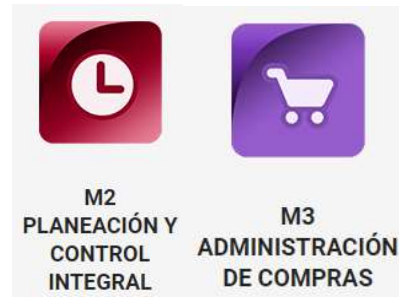 M2
PLANEACIÓN Y
CONTROL
INTEGRAL
M3
ADMINISTRACIÓN
DE COMPRAS